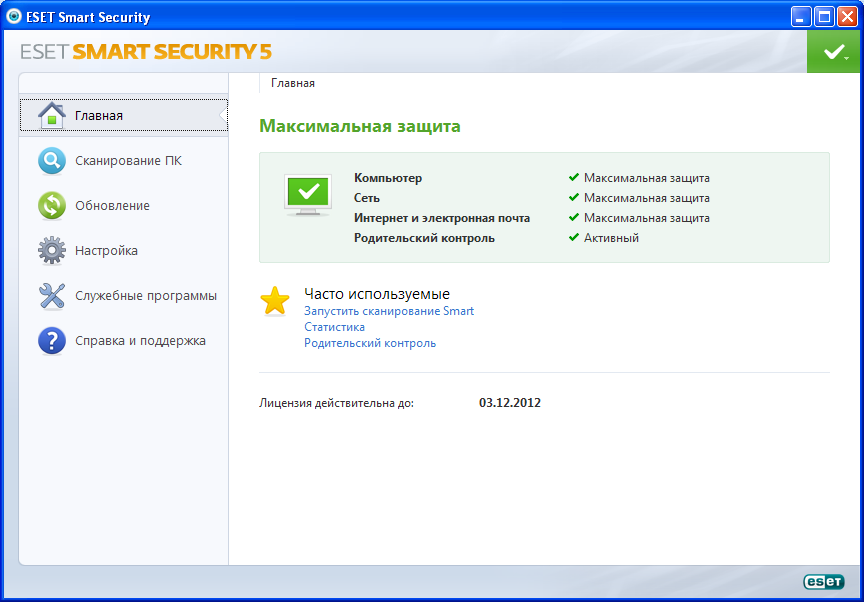 ESET Smart Security
ESET SMART SECURITY 5
Главная
Сканирование ПК
Обновление
Настройка
Служебные программы
Справка и поддержка
Главная
Максимальная защита
Компьютер Максимальная защита
Сеть Максимальная защита
Интернет и электронная почта Максимальная защита
Родительский контроль Активный
Часто используемые
Запустить сканирование Smart
Статистика
Родительский контроль
Лицензия действительна до: 03.12.2012
eset